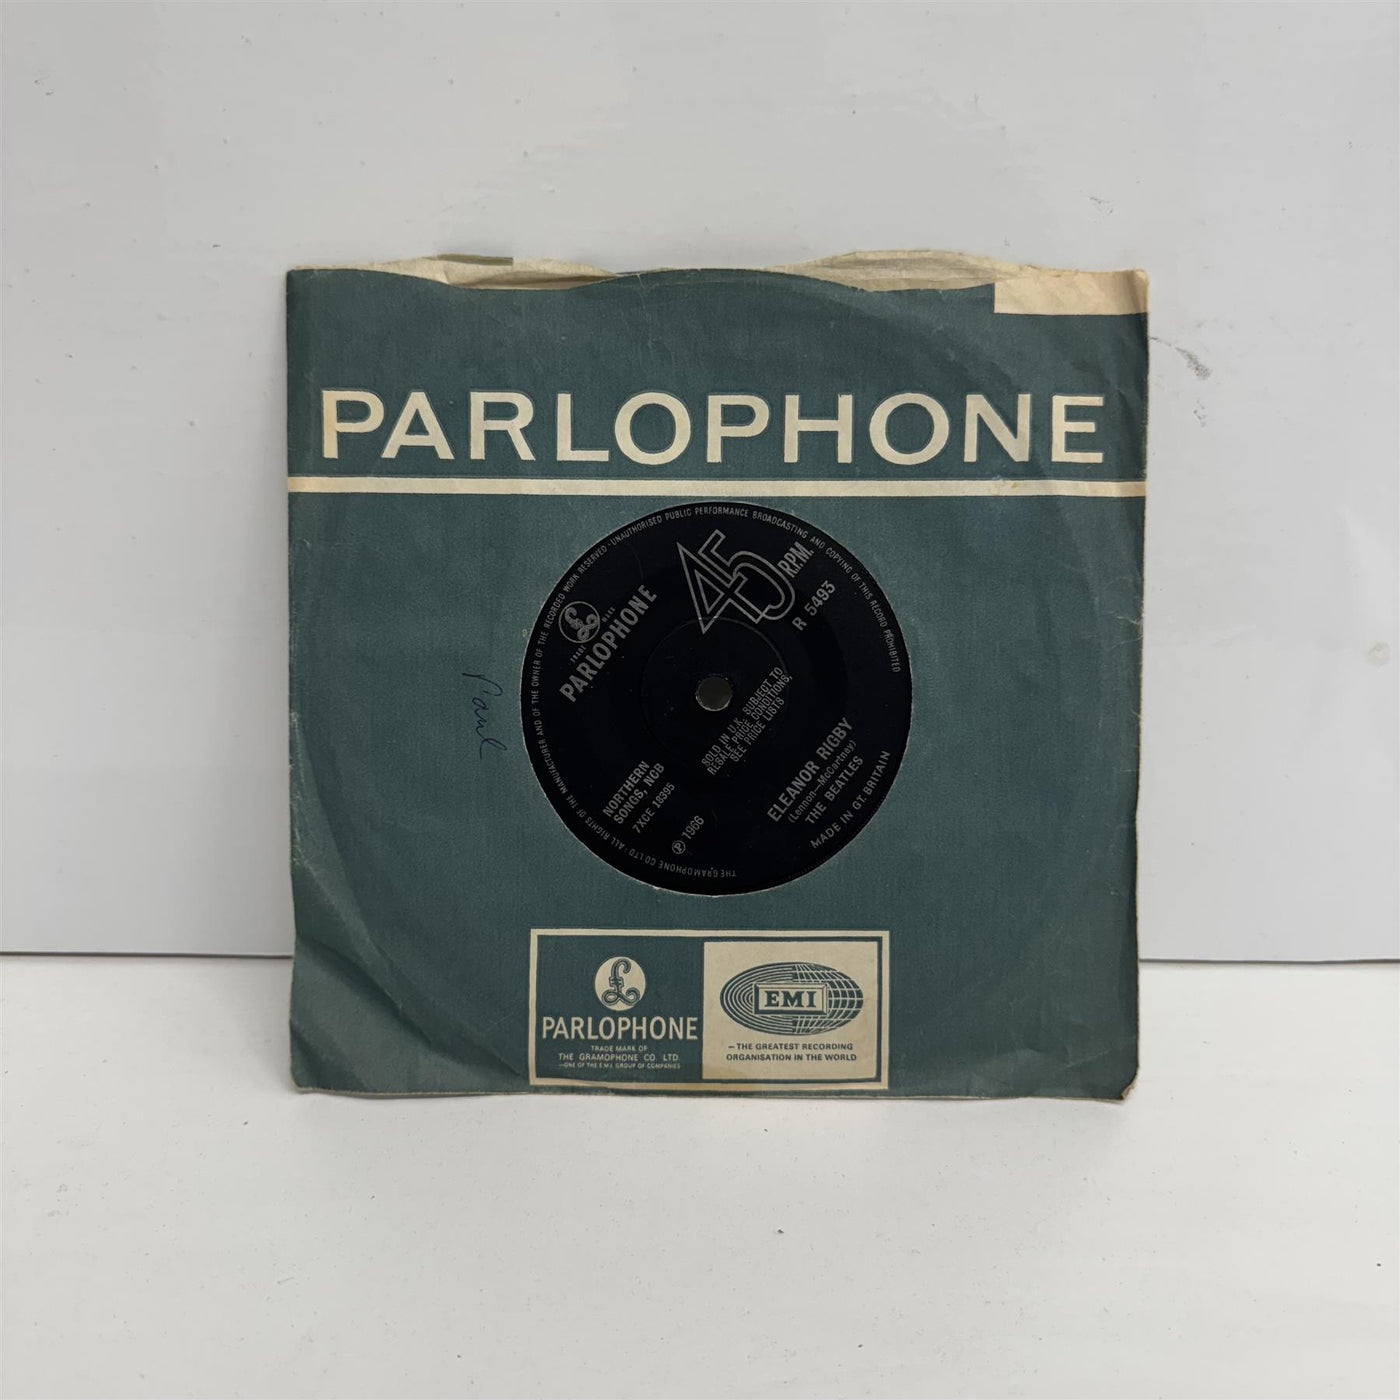 PARLOPHONE
THE GRAMOPHONE CO LTD · ALL RIGHTS OF THE MANUFACTURER AND OF THE OWNER OF THE RECORDED WORK RESERVED · UNAUTHORISED PUBLIC PERFORMANCE BROADCASTING AND COPYING OF THIS RECORD PROHIBITED
45
R.P.M.
R 5493
£
TRADE MARK
PARLOPHONE
SOLD IN U.K. SUBJECT TO
RESALE PRICE CONDITIONS,
SEE PRICE LISTS
NORTHERN
SONGS, NCB
7XCE 18395
Ⓟ 1966
ELEANOR RIGBY
(Lennon—McCartney)
THE BEATLES
MADE IN GT. BRITAIN
Paul
£
PARLOPHONE
TRADE MARK OF
THE GRAMOPHONE CO. LTD.
—ONE OF THE E.M.I. GROUP OF COMPANIES
EMI
—THE GREATEST RECORDING
ORGANISATION IN THE WORLD